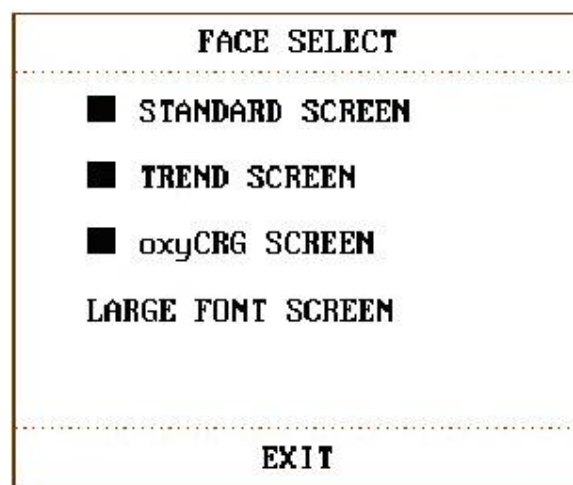 FACE SELECT
STANDARD SCREEN
TREND SCREEN
oxyCRG SCREEN
LARGE FONT SCREEN
EXIT